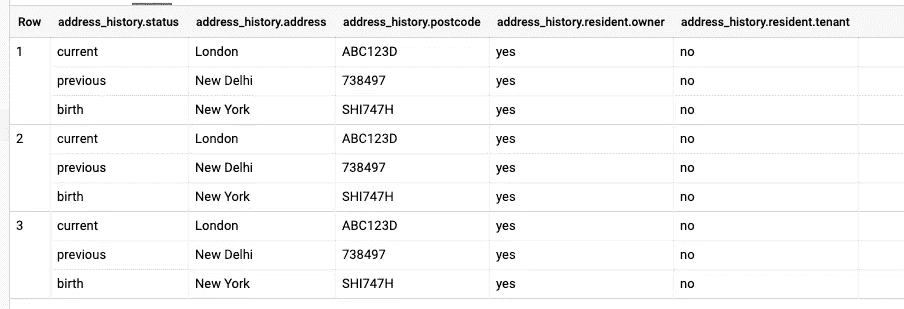 Row address_history.status address_history.address address_history.postcode address_history.resident.owner address_history.resident.tenant
1 current London ABC123D yes no
previous New Delhi 738497 yes no
birth New York SHI747H yes no
2 current London ABC123D yes no
previous New Delhi 738497 yes no
birth New York SHI747H yes no
3 current London ABC123D yes no
previous New Delhi 738497 yes no
birth New York SHI747H yes no